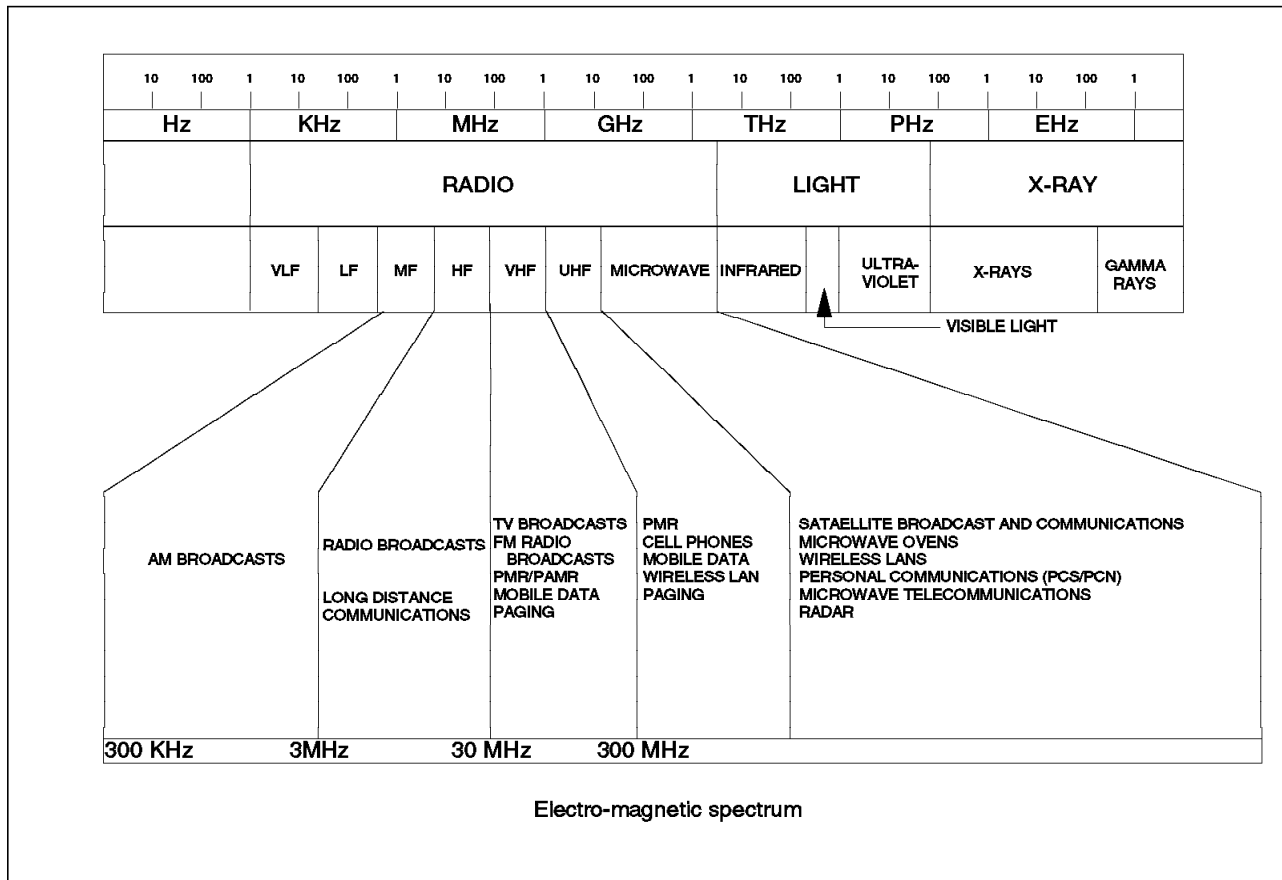 10 100 1 10 100 1 10 100 1 10 100 1 10 100 1 10 100 1 10 100 1
Hz KHz MHz GHz THz PHz EHz
RADIO LIGHT X-RAY
VLF LF MF HF VHF UHF MICROWAVE INFRARED ULTRA-
VIOLET X-RAYS GAMMA
RAYS
VISIBLE LIGHT
AM BROADCASTS
RADIO BROADCASTS
LONG DISTANCE
COMMUNICATIONS
TV BROADCASTS
FM RADIO
BROADCASTS
PMR/PAMR
MOBILE DATA
PAGING
PMR
CELL PHONES
MOBILE DATA
WIRELESS LAN
PAGING
SATAELLITE BROADCAST AND COMMUNICATIONS
MICROWAVE OVENS
WIRELESS LANS
PERSONAL COMMUNICATIONS (PCS/PCN)
MICROWAVE TELECOMMUNICATIONS
RADAR
300 KHz 3MHz 30 MHz 300 MHz
Electro-magnetic spectrum